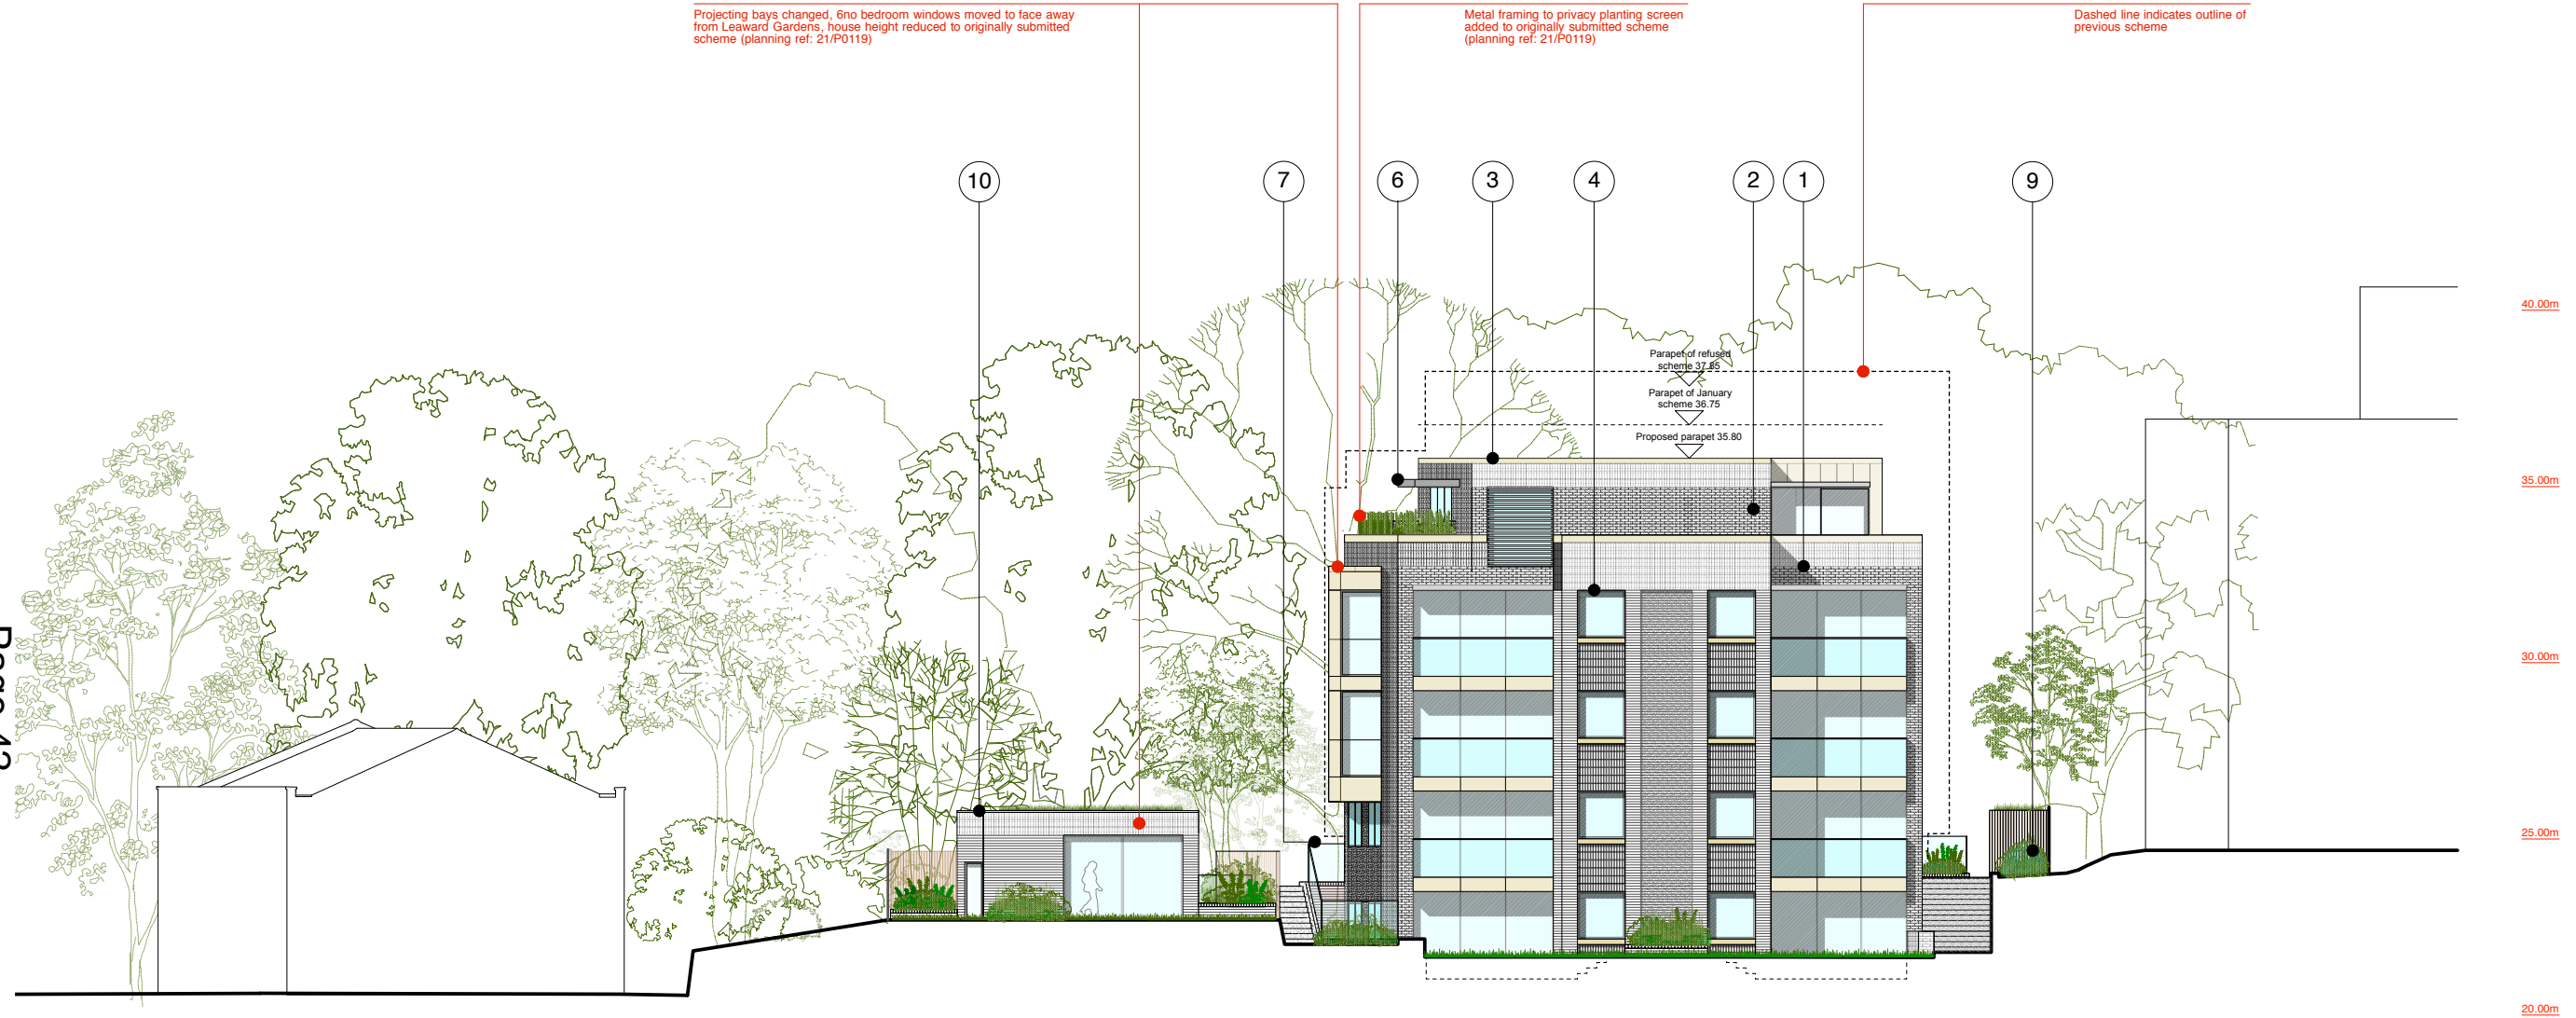 Projecting bays changed, 6no bedroom windows moved to face away
from Leaward Gardens, house height reduced to originally submitted
scheme (planning ref: 21/P0119)
Metal framing to privacy planting screen
added to originally submitted scheme
(planning ref: 21/P0119)
Dashed line indicates outline of
previous scheme
10
7
6
3
4
2
1
9
40.00m
Parapet of refused
scheme 37.85
Parapet of January
scheme 36.75
Proposed parapet 35.80
35.00m
30.00m
25.00m
20.00m